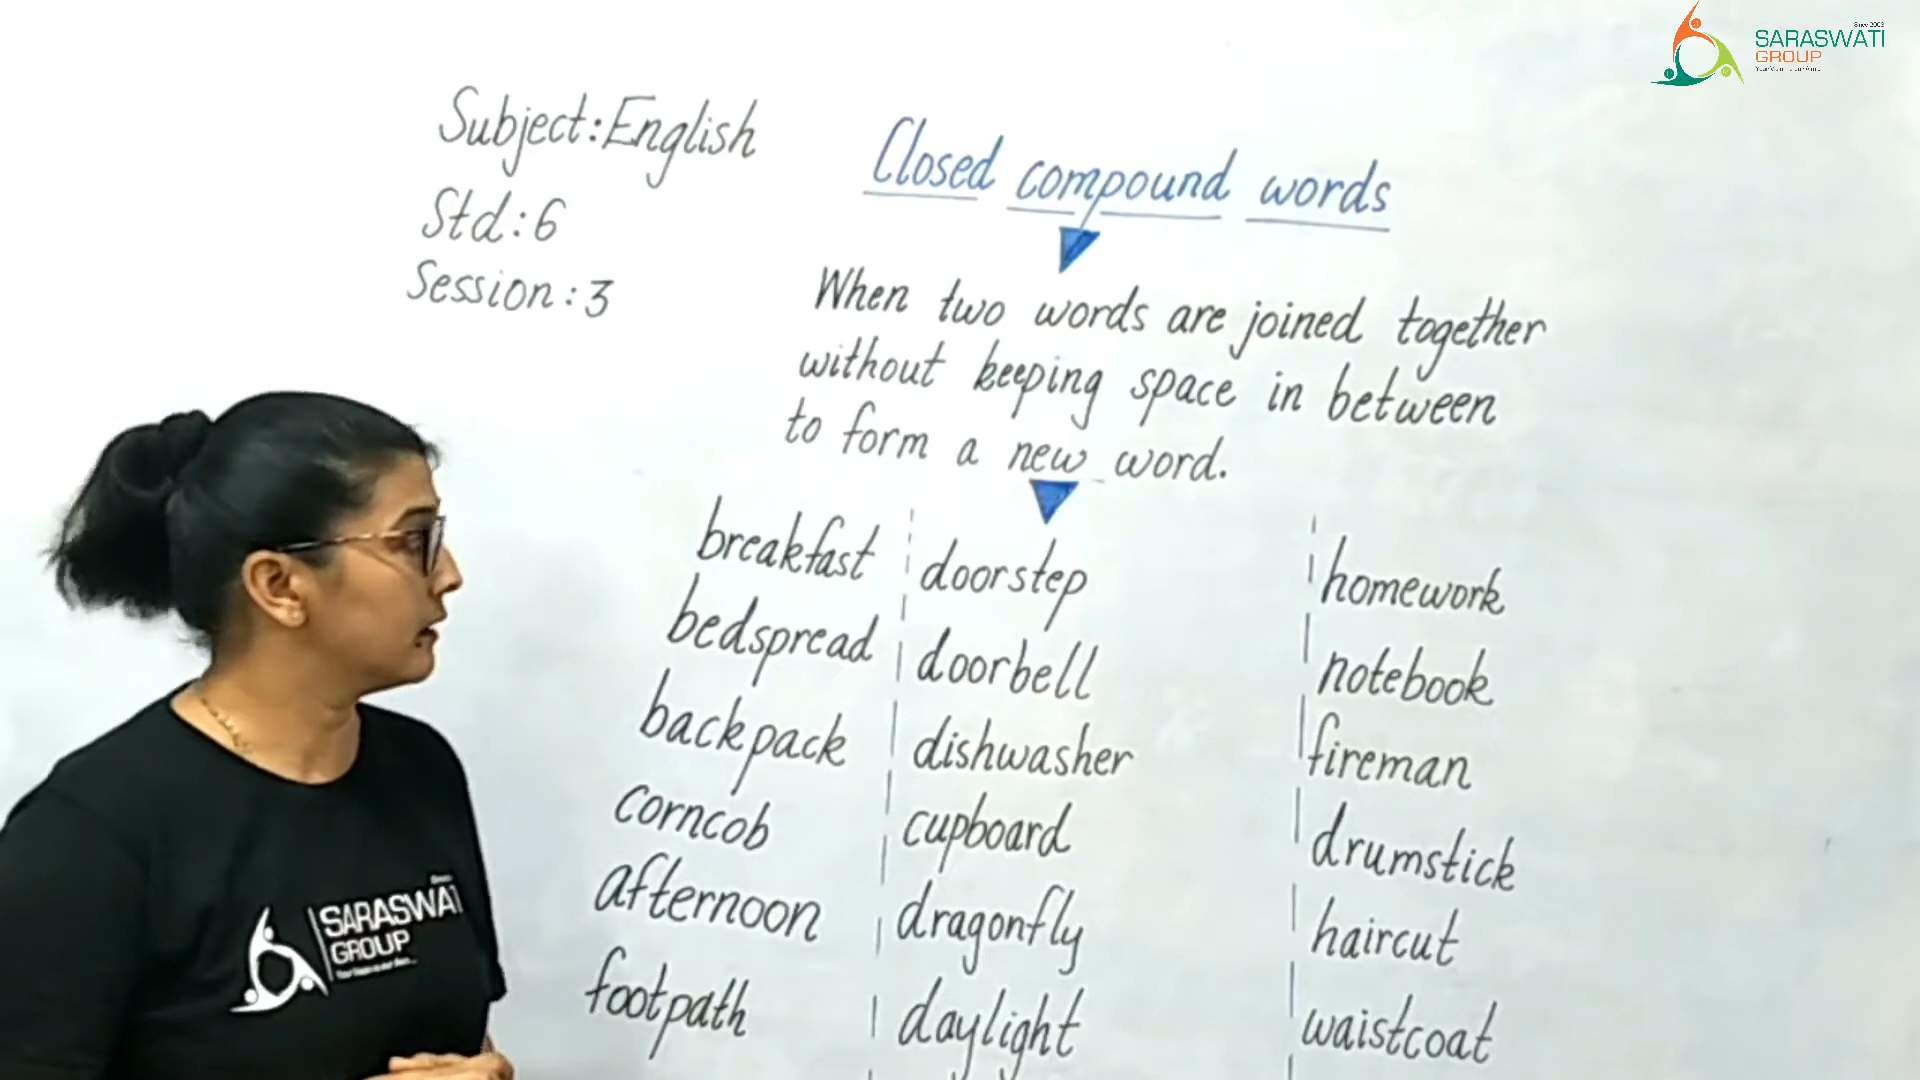 Since 2003
SARASWATI
GROUP
Subject:English
Std:6
Session:3
Closed compound words
When two words are joined together
without keeping space in between
to form a new word.
breakfast
bedspread
backpack
corncob
afternoon
footpath
doorstep
doorbell
dishwasher
cupboard
dragonfly
daylight
homework
notebook
fireman
drumstick
haircut
waistcoat
SARASWATI
GROUP